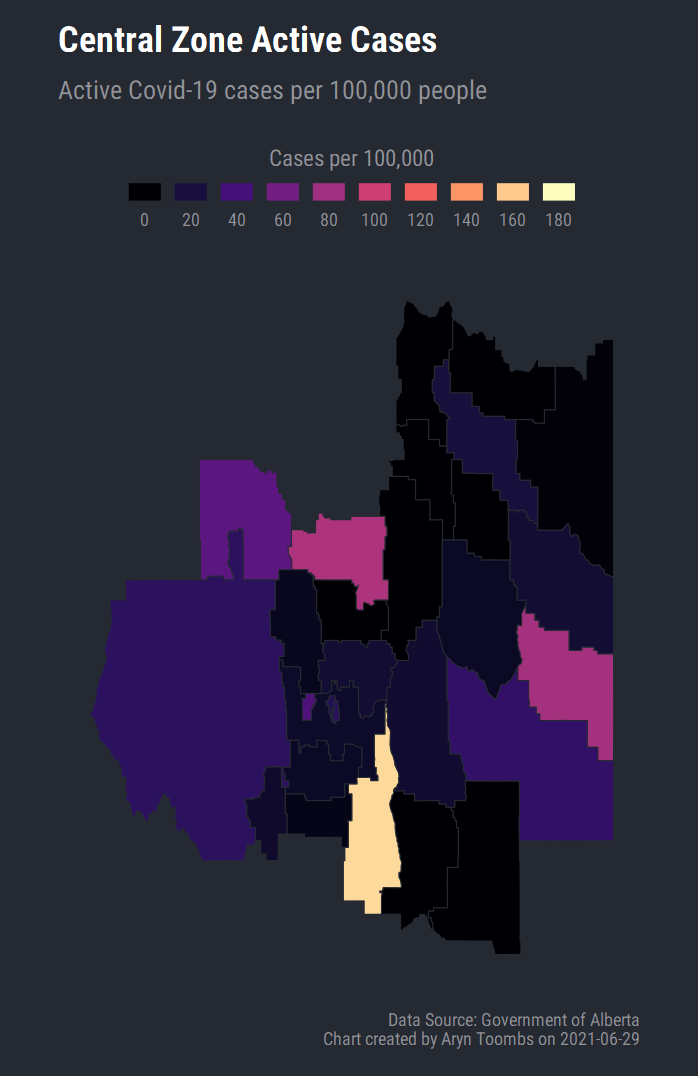 Central Zone Active Cases
Active Covid-19 cases per 100,000 people
Cases per 100,000
0 20 40 60 80 100 120 140 160 180
Data Source: Government of Alberta
Chart created by Aryn Toombs on 2021-06-29